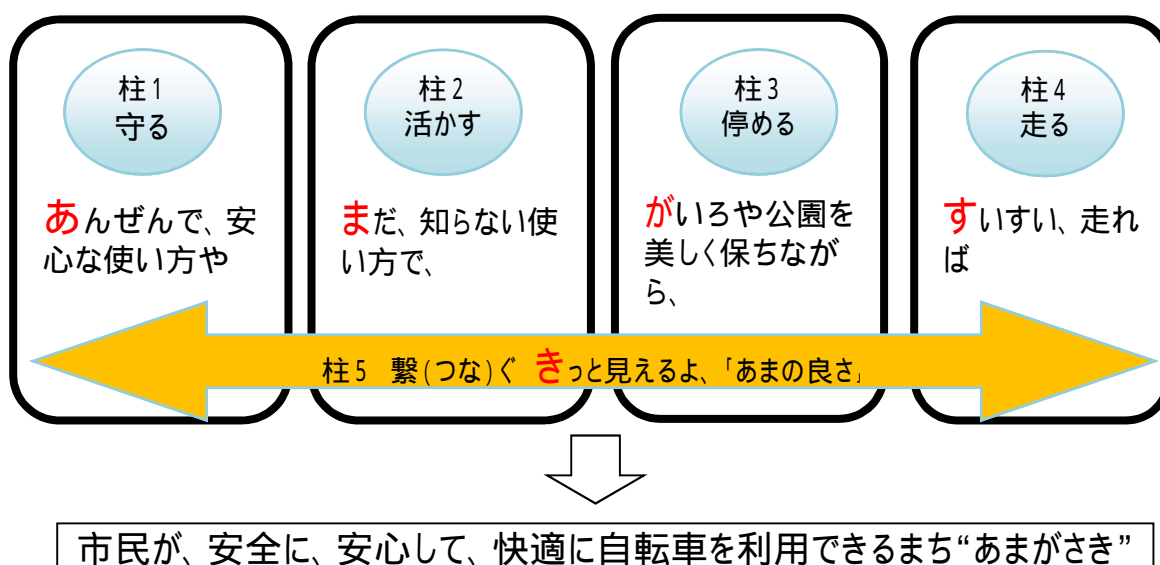 柱1
守る
あんぜんで、安
心な使い方や
柱2
活かす
まだ、知らない使
い方で、
柱3
停める
がいろや公園を
美しく保ちなが
ら、
柱4
走る
すいすい、走れ
ば
柱5　繋(つな)ぐ きっと見えるよ、「あまの良さ」
市民が、安全に、安心して、快適に自転車を利用できるまち“あまがさき”